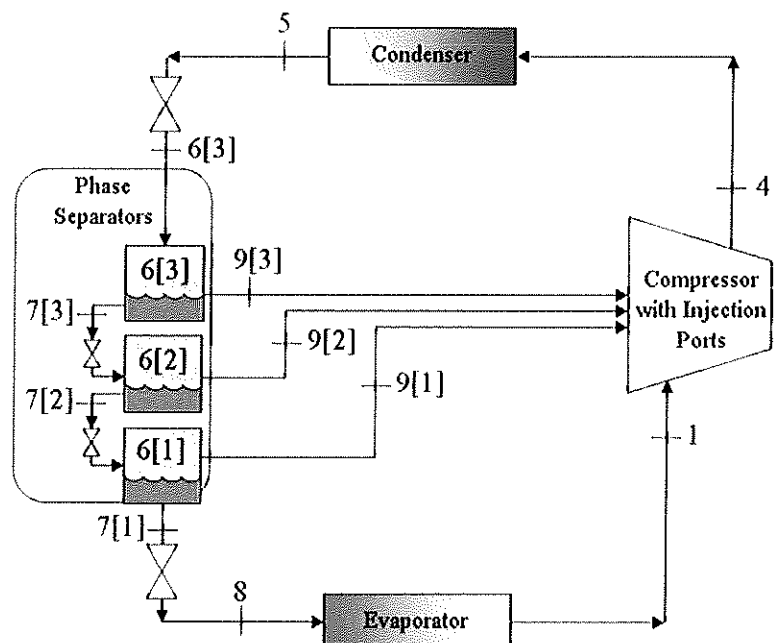 5
Condenser
6[3]
4
Phase
Separators
6[3]
9[3]
7[3]
Compressor
with Injection
Ports
6[2]
9[2]
7[2]
9[1]
6[1]
1
7[1]
8
Evaporator